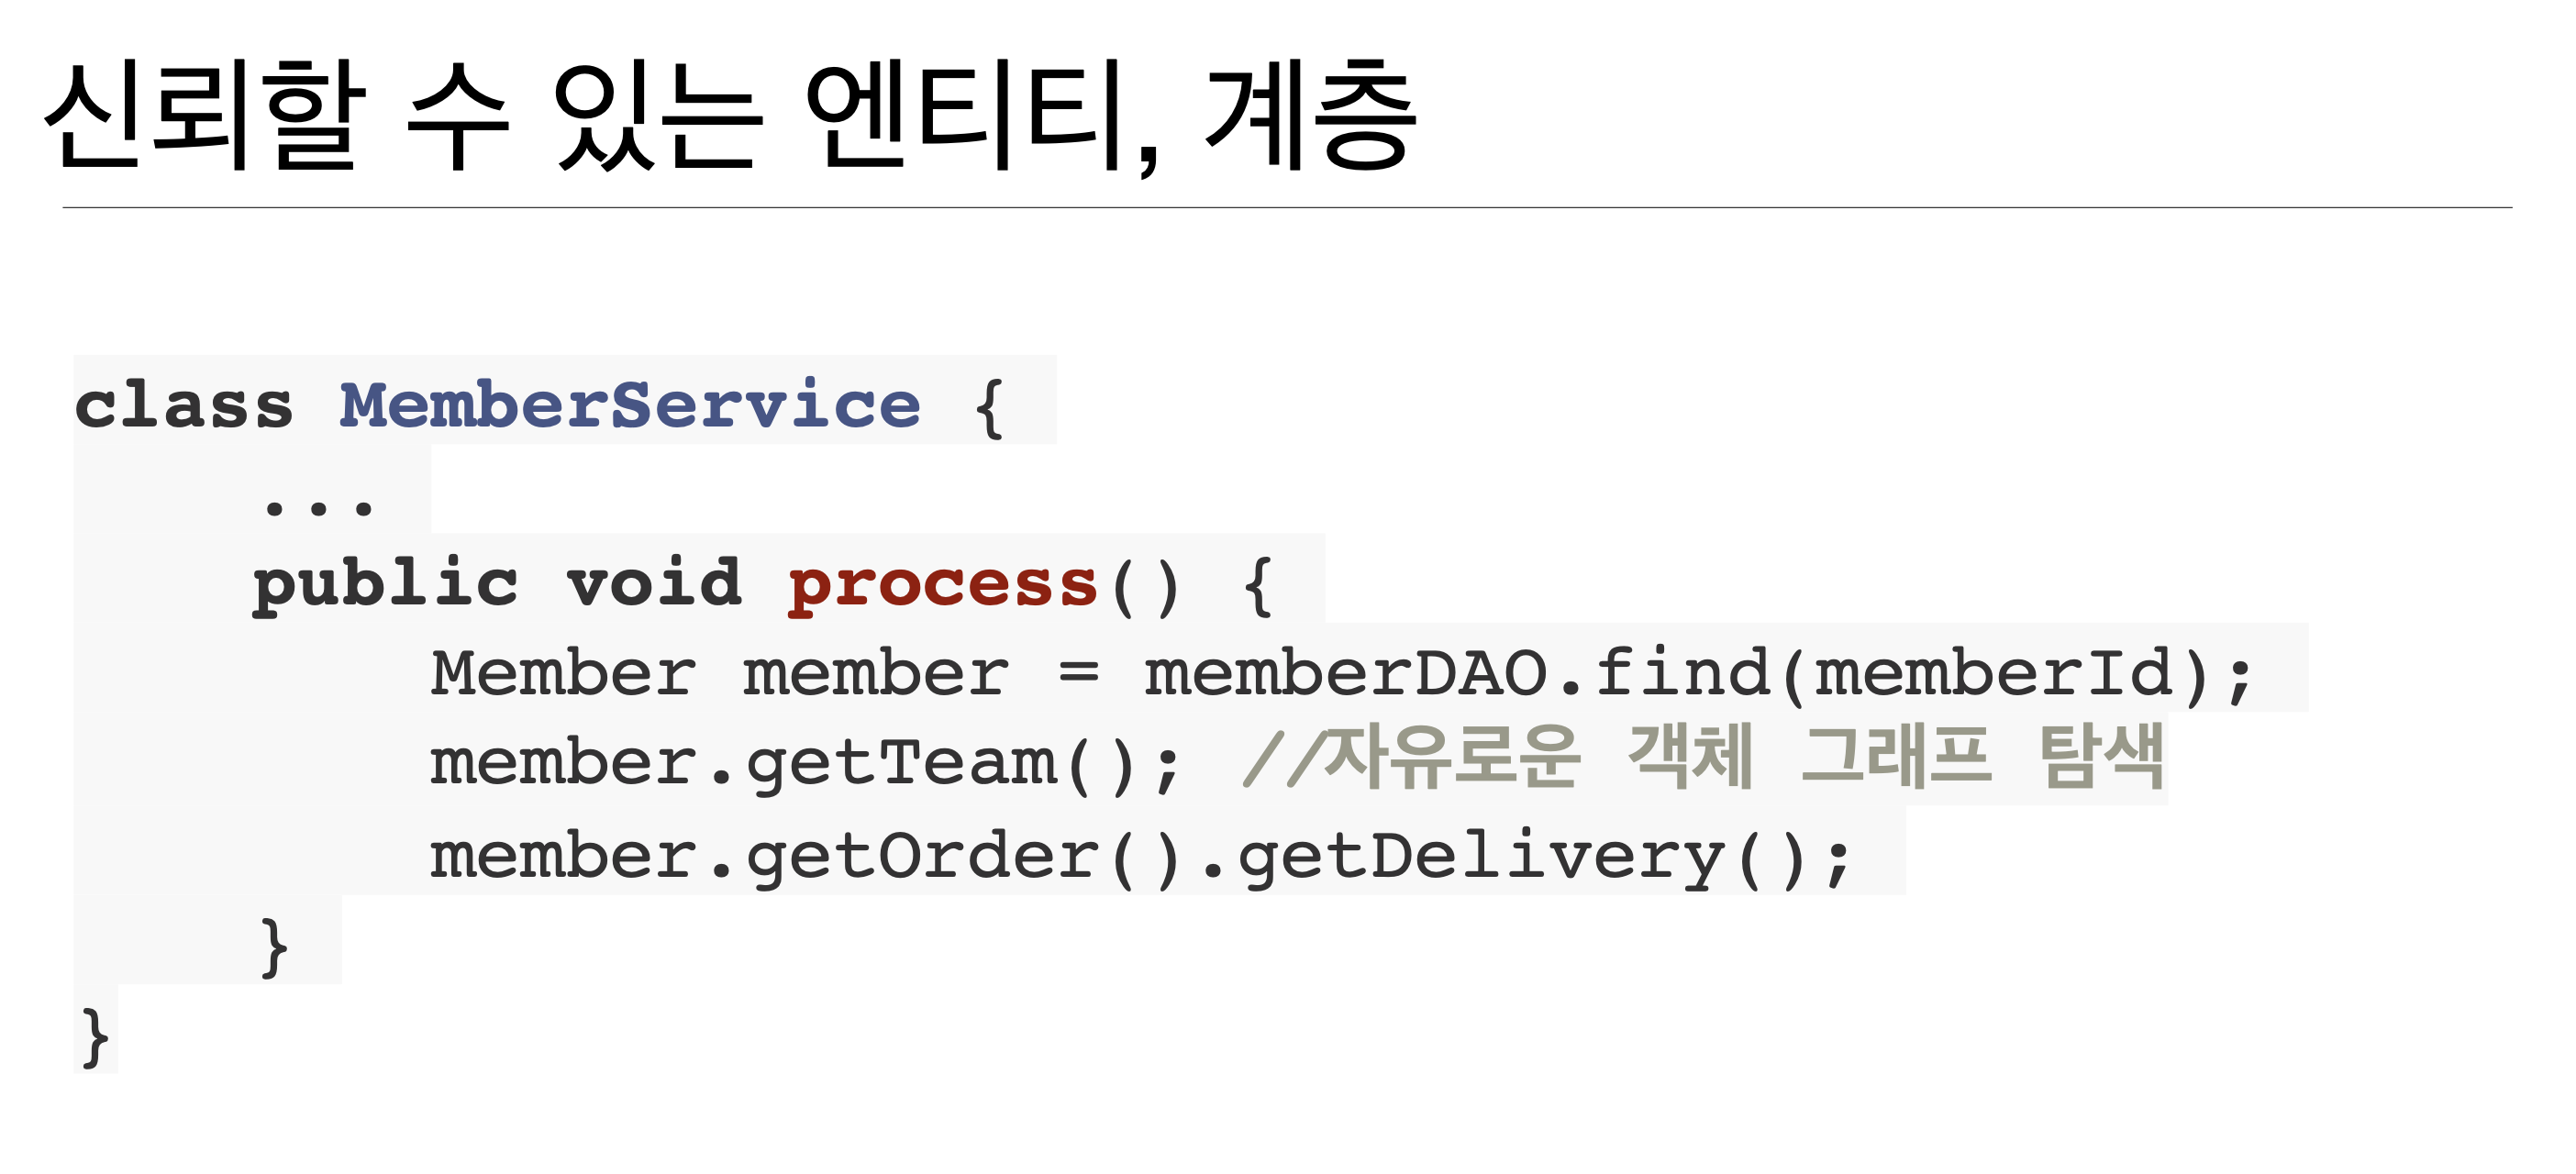 신뢰할 수 있는 엔티티, 계층
class MemberService {
...
public void process() {
Member member = memberDAO.find(memberId);
member.getTeam(); //자유로운 객체 그래프 탐색
member.getOrder().getDelivery();
}
}